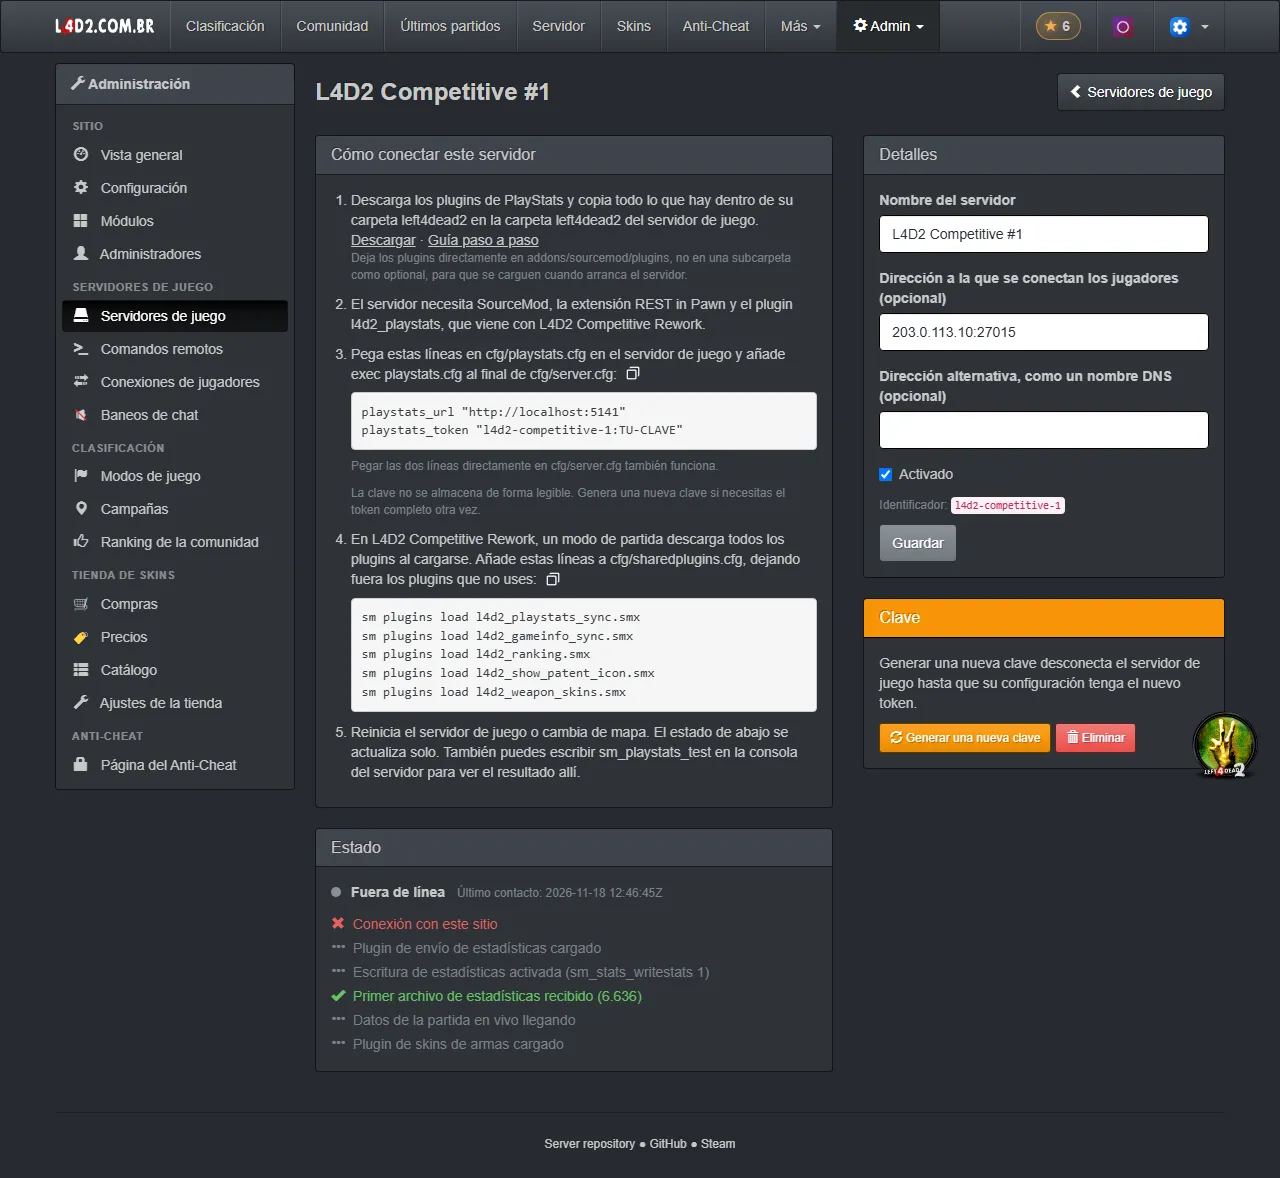 L4D2.COM.BR
Clasificación
Comunidad
Últimos partidos
Servidor
Skins
Anti-Cheat
Más
Admin
6
Administración
SITIO
Vista general
Configuración
Módulos
Administradores
SERVIDORES DE JUEGO
Servidores de juego
Comandos remotos
Conexiones de jugadores
Baneos de chat
CLASIFICACIÓN
Modos de juego
Campañas
Ranking de la comunidad
TIENDA DE SKINS
Compras
Precios
Catálogo
Ajustes de la tienda
ANTI-CHEAT
Página del Anti-Cheat
L4D2 Competitive #1
Servidores de juego
Cómo conectar este servidor
1. Descarga los plugins de PlayStats y copia todo lo que hay dentro de su
carpeta left4dead2 en la carpeta left4dead2 del servidor de juego.
Descargar · Guía paso a paso
Deja los plugins directamente en addons/sourcemod/plugins, no en una subcarpeta
como optional, para que se carguen cuando arranca el servidor.
2. El servidor necesita SourceMod, la extensión REST in Pawn y el plugin
l4d2_playstats, que viene con L4D2 Competitive Rework.
3. Pega estas líneas en cfg/playstats.cfg en el servidor de juego y añade
exec playstats.cfg al final de cfg/server.cfg:
playstats_url "http://localhost:5141"
playstats_token "l4d2-competitive-1:TU-CLAVE"
Pegar las dos líneas directamente en cfg/server.cfg también funciona.
La clave no se almacena de forma legible. Genera una nueva clave si necesitas el
token completo otra vez.
4. En L4D2 Competitive Rework, un modo de partida descarga todos los
plugins al cargarse. Añade estas líneas a cfg/sharedplugins.cfg, dejando
fuera los plugins que no uses:
sm plugins load l4d2_playstats_sync.smx
sm plugins load l4d2_gameinfo_sync.smx
sm plugins load l4d2_ranking.smx
sm plugins load l4d2_show_patent_icon.smx
sm plugins load l4d2_weapon_skins.smx
5. Reinicia el servidor de juego o cambia de mapa. El estado de abajo se
actualiza solo. También puedes escribir sm_playstats_test en la consola
del servidor para ver el resultado allí.
Estado
Fuera de línea Último contacto: 2026-11-18 12:46:45Z
Conexión con este sitio
Plugin de envío de estadísticas cargado
Escritura de estadísticas activada (sm_stats_writestats 1)
Primer archivo de estadísticas recibido (6.636)
Datos de la partida en vivo llegando
Plugin de skins de armas cargado
Detalles
Nombre del servidor
L4D2 Competitive #1
Dirección a la que se conectan los jugadores
(opcional)
203.0.113.10:27015
Dirección alternativa, como un nombre DNS
(opcional)
Activado
Identificador: l4d2-competitive-1
Guardar
Clave
Generar una nueva clave desconecta el servidor de
juego hasta que su configuración tenga el nuevo
token.
Generar una nueva clave
Eliminar
LEFT 4 DEAD 2
Server repository ● GitHub ● Steam